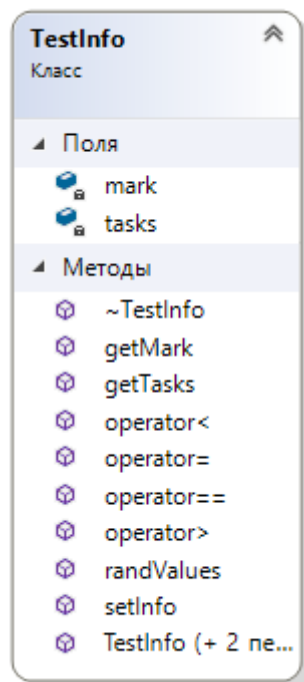 TestInfo
Класс
Поля
mark
tasks
Методы
~TestInfo
getMark
getTasks
operator<
operator=
operator==
operator>
randValues
setInfo
TestInfo (+ 2 пе...